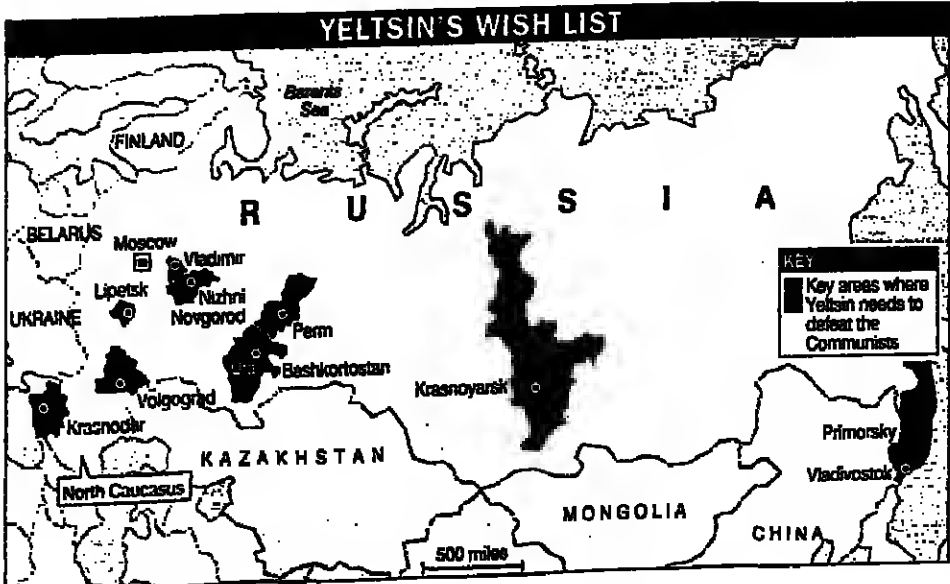 YELTSIN'S WISH LIST
Barents
Sea
FINLAND
RUSSIA
BELARUS
Moscow
Vladimir
Lipetsk
Nizhni
Novgorod
UKRAINE
Perm
Bashkortostan
Volgograd
Krasnodar
North Caucasus
KAZAKHSTAN
Krasnoyarsk
KEY
Key areas where
Yeltsin needs to
defeat the
Communists
Primorsky
Vladivostok
MONGOLIA
CHINA
500 miles